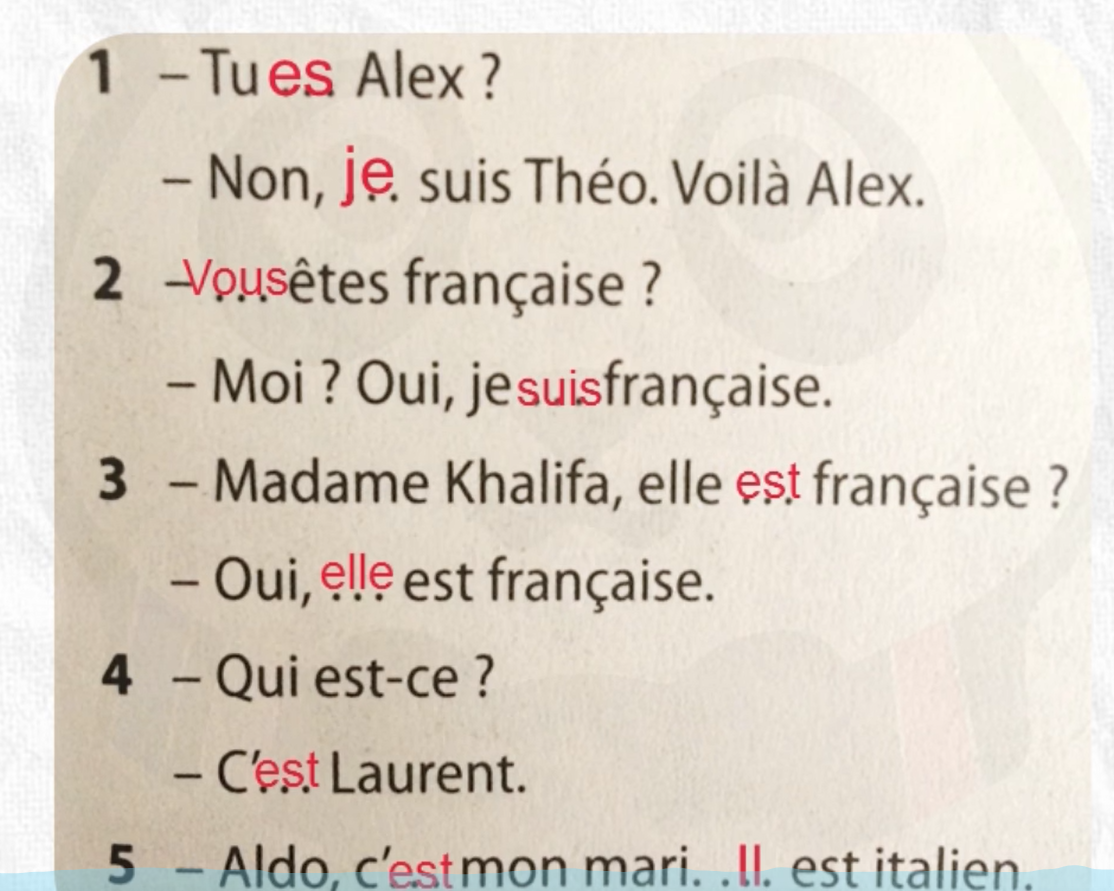 1 – Tu es Alex ?
– Non, je suis Théo. Voilà Alex.
2 – Vous êtes française ?
– Moi ? Oui, je suis française.
3 – Madame Khalifa, elle est française ?
– Oui, elle est française.
4 – Qui est-ce ?
– C'est Laurent.
5 – Aldo, c'est mon mari. Il est italien